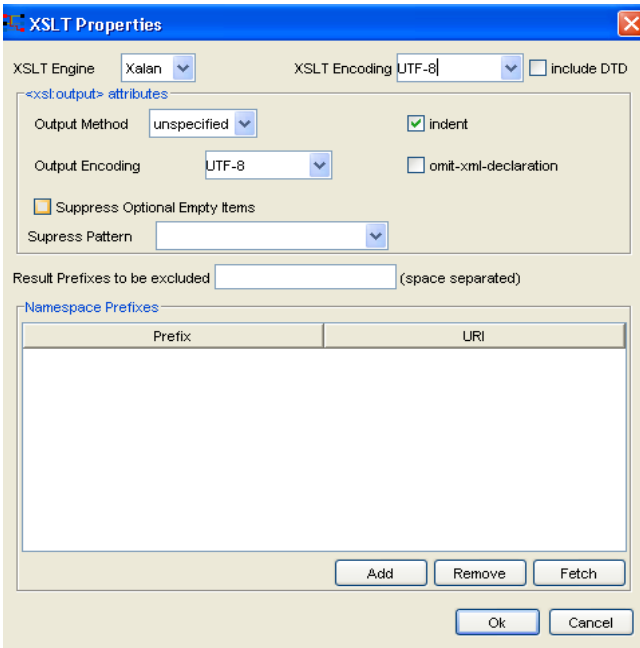 XSLT Properties
XSLT Engine Xalan XSLT Encoding UTF-8 include DTD
<xsl:output> attributes
Output Method unspecified indent
Output Encoding UTF-8 omit-xml-declaration
Suppress Optional Empty Items
Supress Pattern
Result Prefixes to be excluded (space separated)
Namespace Prefixes
Prefix URI
Add Remove Fetch
Ok Cancel